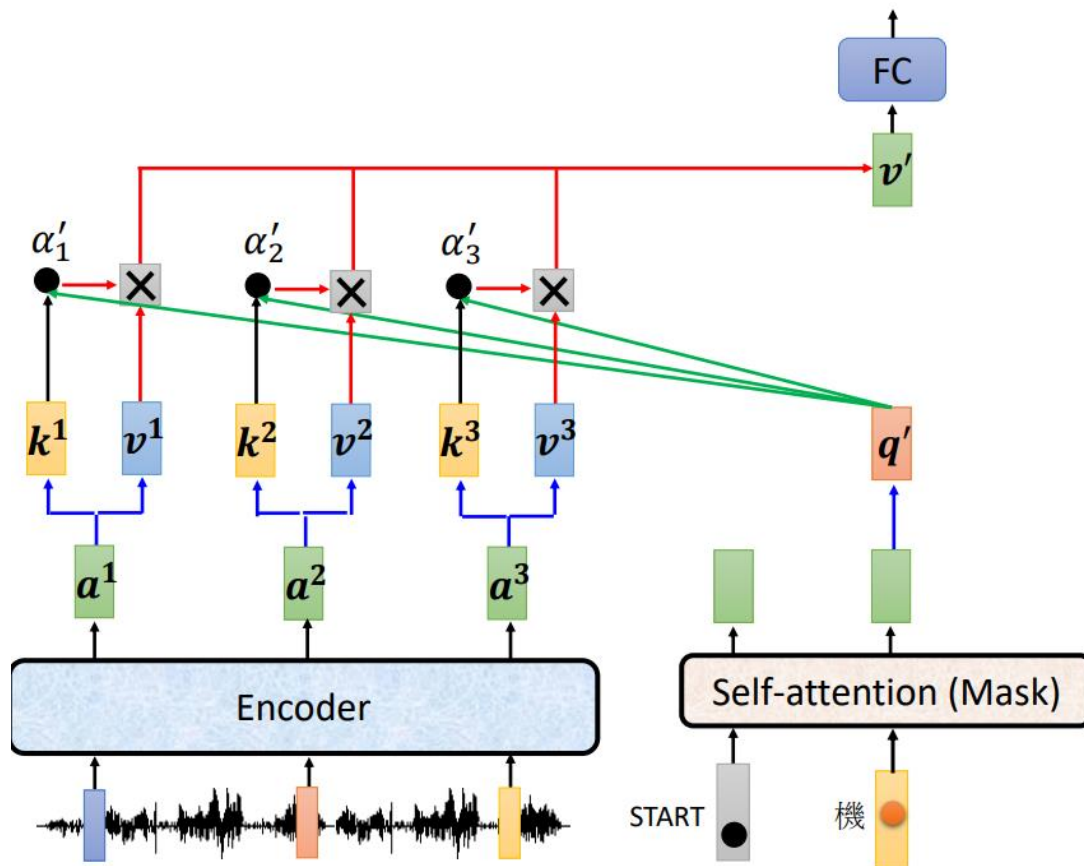 FC
v′
α′₁
α′₂
α′₃
k¹
v¹
k²
v²
k³
v³
q′
a¹
a²
a³
Encoder
Self-attention (Mask)
START
機